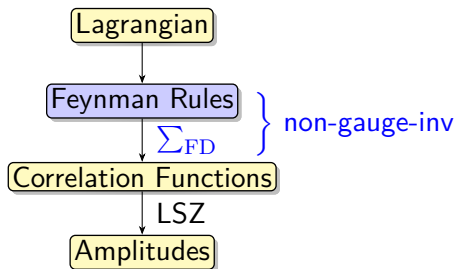 Lagrangian
Feynman Rules
∑FD
non-gauge-inv
Correlation Functions
LSZ
Amplitudes